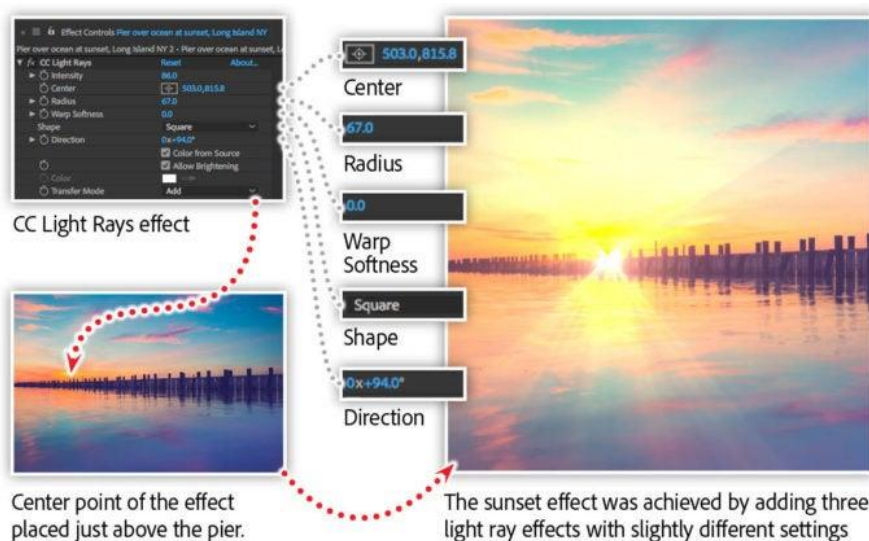 Effect Controls Pier over ocean at sunset, Long Island NY
Pier over ocean at sunset, Long Island NY 2 • Pier over ocean at sunset, L
fx CC Light Rays Reset About...
Intensity 86.0
Center 503.0,815.8
Radius 67.0
Warp Softness 0.0
Shape Square
Direction 0x+94.0°
Color from Source
Allow Brightening
Color
Transfer Mode Add
CC Light Rays effect
503.0,815.8
Center
67.0
Radius
0.0
Warp
Softness
Square
Shape
0x+94.0°
Direction
Center point of the effect
placed just above the pier.
The sunset effect was achieved by adding three
light ray effects with slightly different settings